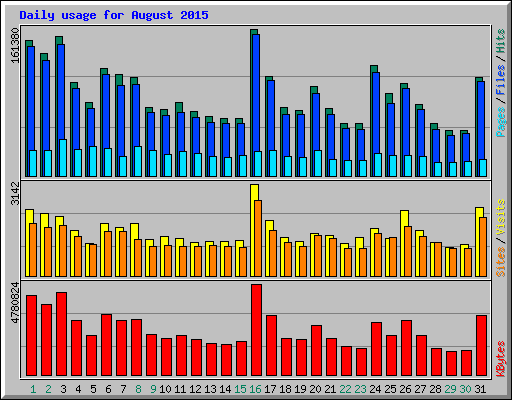 Daily usage for August 2015
161380
Pages / Files / Hits
3142
Sites / Visits
4780824
KBytes
1 2 3 4 5 6 7 8 9 10 11 12 13 14 15 16 17 18 19 20 21 22 23 24 25 26 27 28 29 30 31